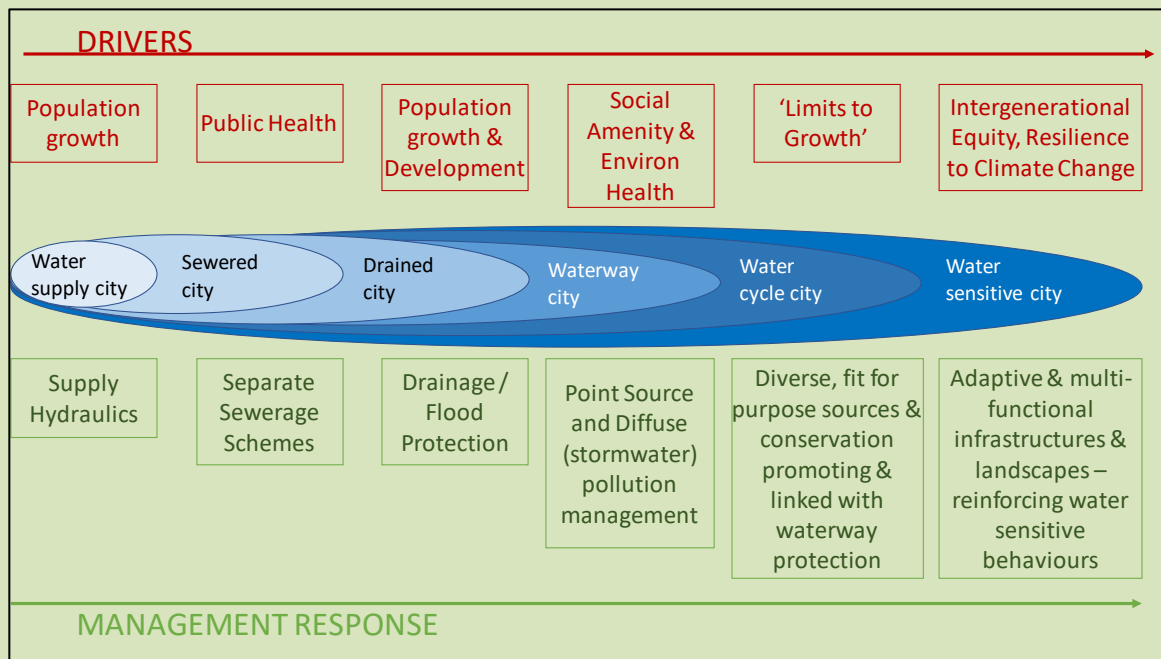 DRIVERS
Population
growth
Public Health
Population
growth &
Development
Social
Amenity &
Environ
Health
‘Limits to
Growth’
Intergenerational
Equity, Resilience
to Climate Change
Water
supply city
Sewered
city
Drained
city
Waterway
city
Water
cycle city
Water
sensitive city
Supply
Hydraulics
Separate
Sewerage
Schemes
Drainage /
Flood
Protection
Point Source
and Diffuse
(stormwater)
pollution
management
Diverse, fit for
purpose sources &
conservation
promoting &
linked with
waterway
protection
Adaptive & multi-
functional
infrastructures &
landscapes –
reinforcing water
sensitive
behaviours
MANAGEMENT RESPONSE